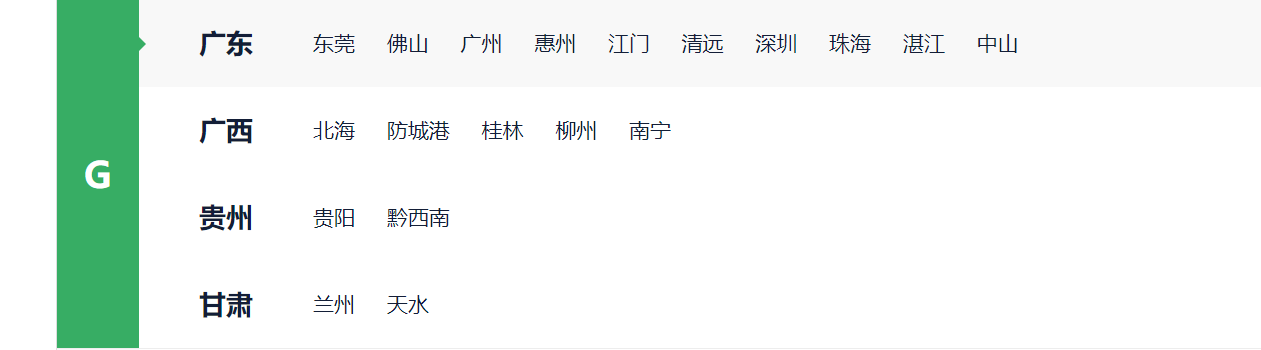 广东 东莞 佛山 广州 惠州 江门 清远 深圳 珠海 湛江 中山
广西 北海 防城港 桂林 柳州 南宁
G
贵州 贵阳 黔西南
甘肃 兰州 天水